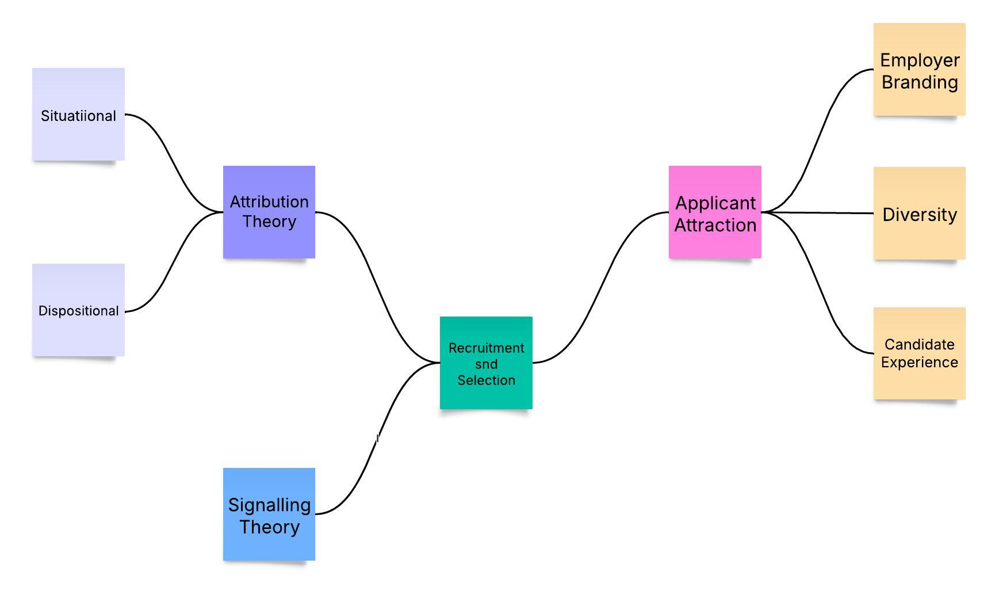 Situatiional
Dispositional
Attribution
Theory
Signalling
Theory
Recruitment
snd
Selection
Applicant
Attraction
Employer
Branding
Diversity
Candidate
Experience